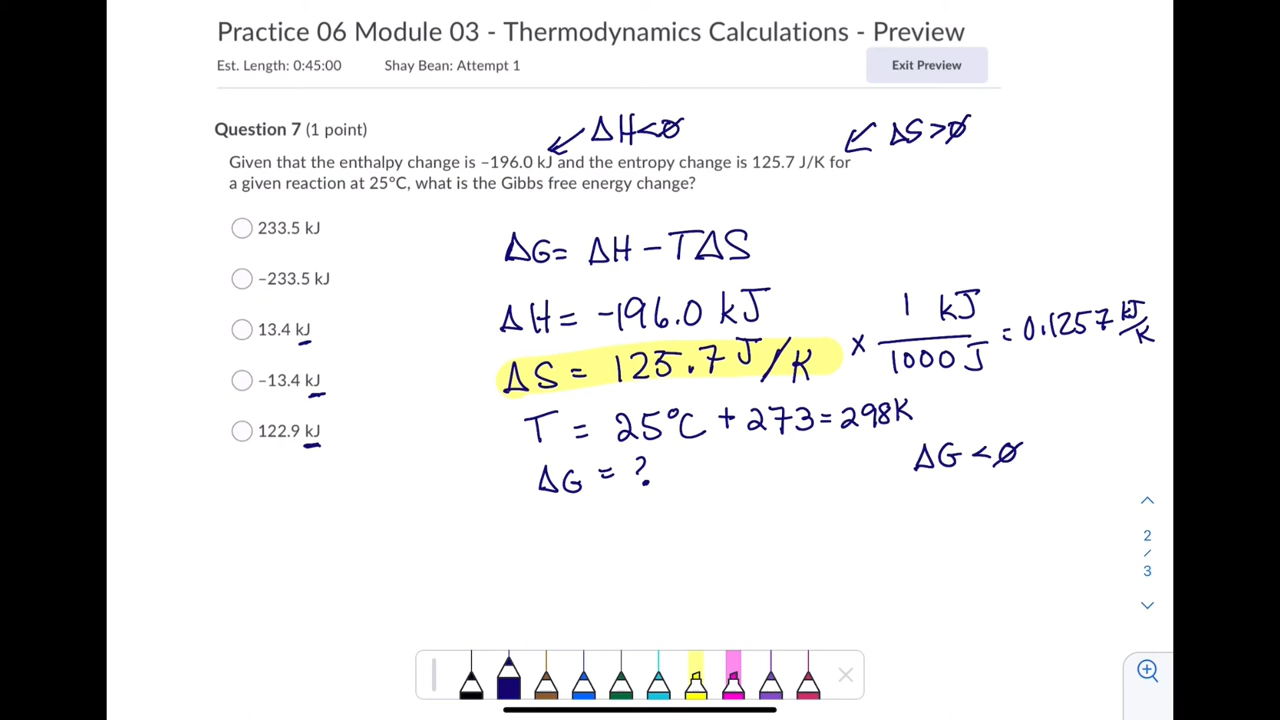 Practice 06 Module 03 - Thermodynamics Calculations - Preview
Est. Length: 0:45:00 Shay Bean: Attempt 1
Exit Preview
Question 7 (1 point)
ΔH<0 ΔS>0
Given that the enthalpy change is −196.0 kJ and the entropy change is 125.7 J/K for
a given reaction at 25°C, what is the Gibbs free energy change?
233.5 kJ
−233.5 kJ
13.4 kJ
−13.4 kJ
122.9 kJ
ΔG= ΔH − TΔS
ΔH = −196.0 kJ
ΔS = 125.7 J/K × 1 kJ/1000 J = 0.1257 kJ/K
T = 25°C + 273 = 298K
ΔG = ?
ΔG <0
2
/
3